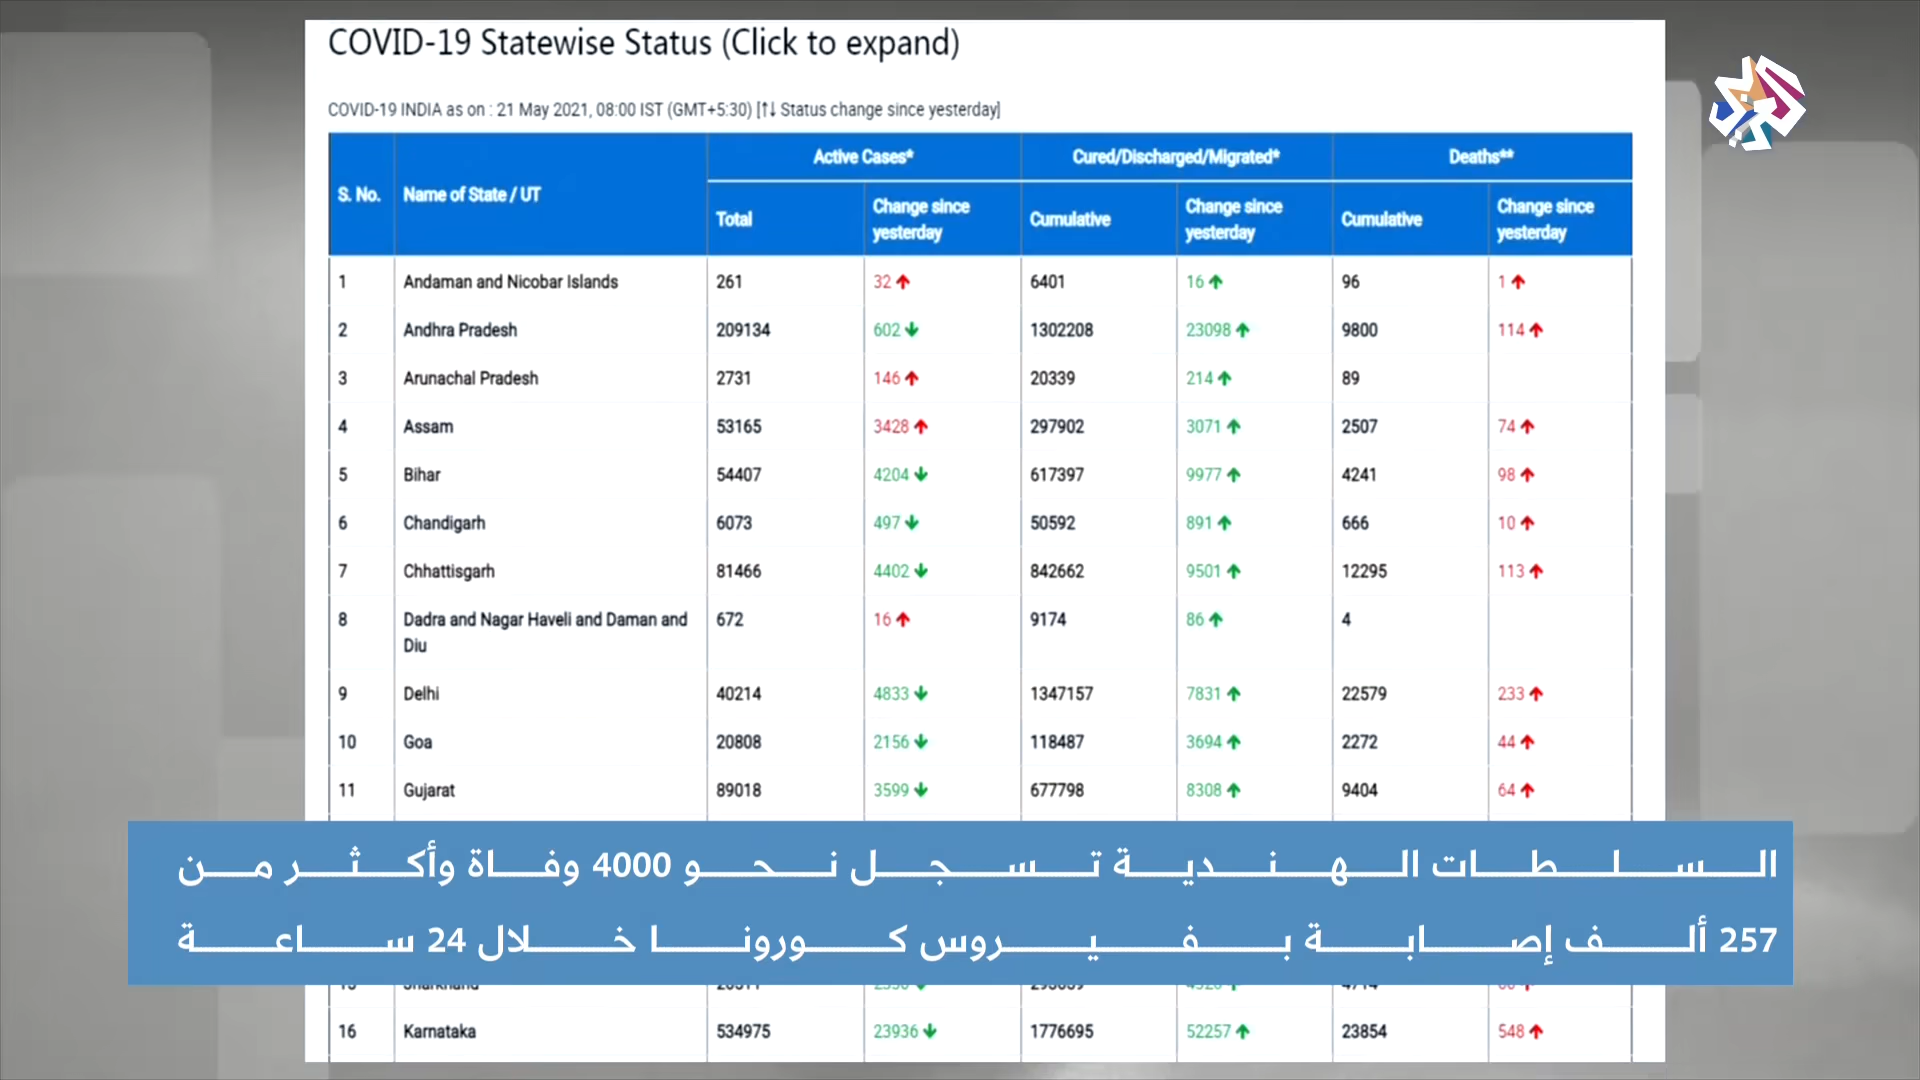 COVID-19 Statewise Status (Click to expand)
COVID-19 INDIA as on : 21 May 2021, 08:00 IST (GMT+5:30) [↑↓ Status change since yesterday]
S. No. Name of State / UT Active Cases* Cured/Discharged/Migrated* Deaths**
Total Change since yesterday Cumulative Change since yesterday Cumulative Change since yesterday
1 Andaman and Nicobar Islands 261 32↑ 6401 16↑ 96 1↑
2 Andhra Pradesh 209134 602↓ 1302208 23098↑ 9800 114↑
3 Arunachal Pradesh 2731 146↑ 20339 214↑ 89
4 Assam 53165 3428↑ 297902 3071↑ 2507 74↑
5 Bihar 54407 4204↓ 617397 9977↑ 4241 98↑
6 Chandigarh 6073 497↓ 50592 891↑ 666 10↑
7 Chhattisgarh 81466 4402↓ 842662 9501↑ 12295 113↑
8 Dadra and Nagar Haveli and Daman and Diu 672 16↑ 9174 86↑ 4
9 Delhi 40214 4833↓ 1347157 7831↑ 22579 233↑
10 Goa 20808 2156↓ 118487 3694↑ 2272 44↑
11 Gujarat 89018 3599↓ 677798 8308↑ 9404 64↑
السلطات الهندية تسجل نحو 4000 وفاة وأكثر من
257 ألف إصابة بفيروس كورونا خلال 24 ساعة
16 Karnataka 534975 23936↓ 1776695 52257↑ 23854 548↑